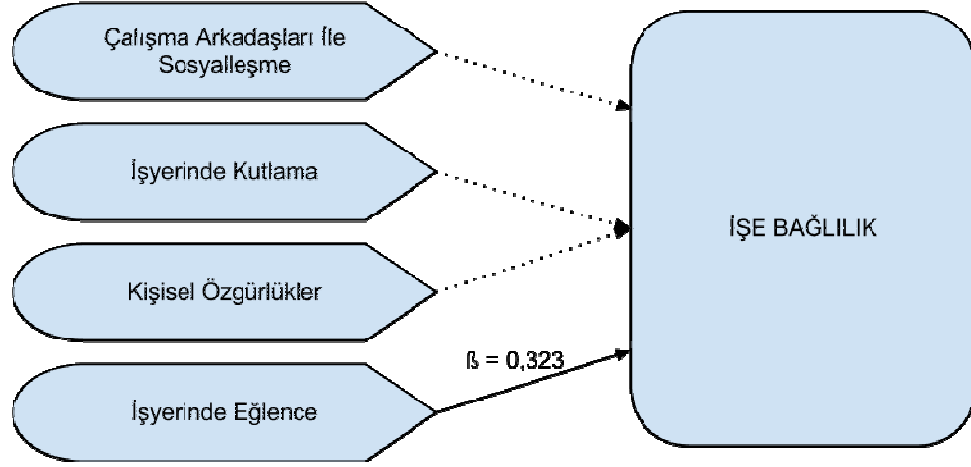 Çalışma Arkadaşları İle
Sosyalleşme
İşyerinde Kutlama
Kişisel Özgürlükler
İşyerinde Eğlence
ß = 0,323
İŞE BAĞLILIK